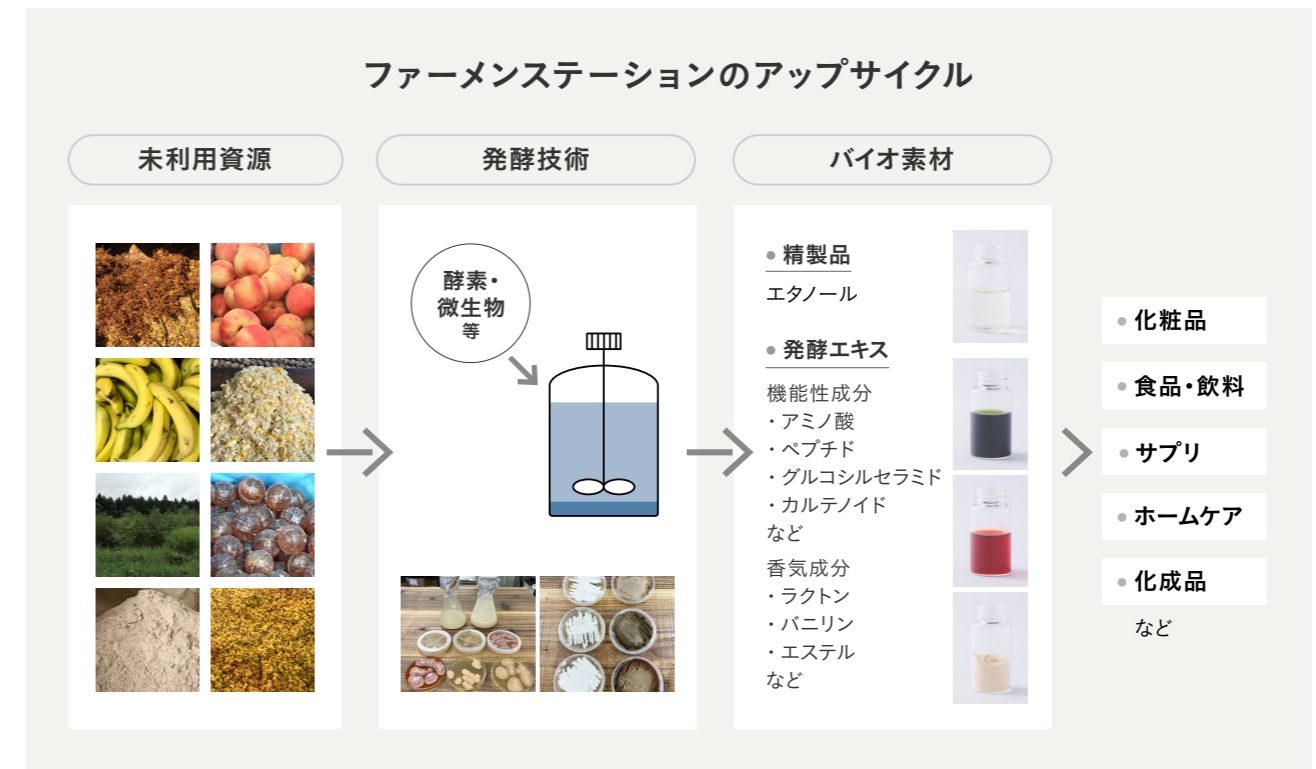 ファーメンステーションのアップサイクル
未利用資源
発酵技術
バイオ素材
酵素・
微生物
等
● 精製品
エタノール
● 発酵エキス
機能性成分
・アミノ酸
・ペプチド
・グルコシルセラミド
・カルテノイド
など
香気成分
・ラクトン
・バニリン
・エステル
など
● 化粧品
● 食品・飲料
● サプリ
● ホームケア
● 化成品
など